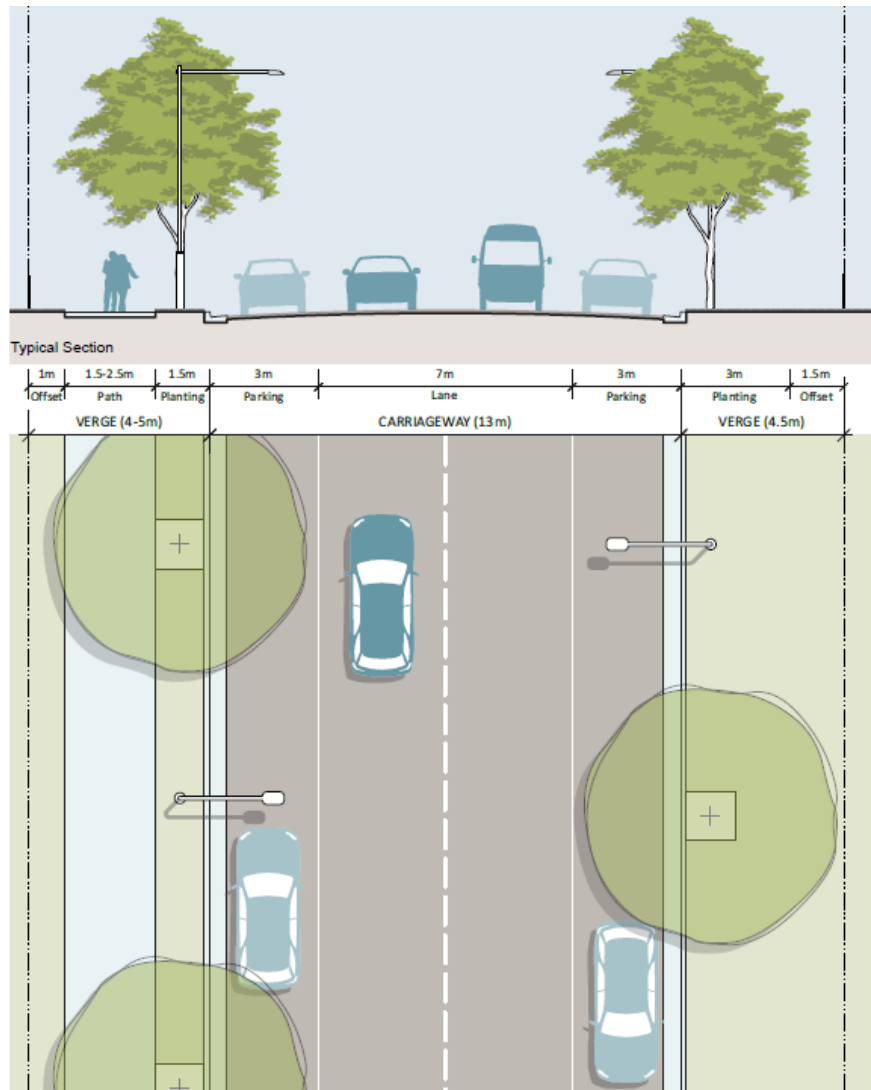 Typical Section
1m 1.5-2.5m 1.5m 3m 7m 3m 3m 1.5m
Offset Path Planting Parking Lane Parking Planting Offset
VERGE (4-5m) CARRIAGEWAY (13m) VERGE (4.5m)